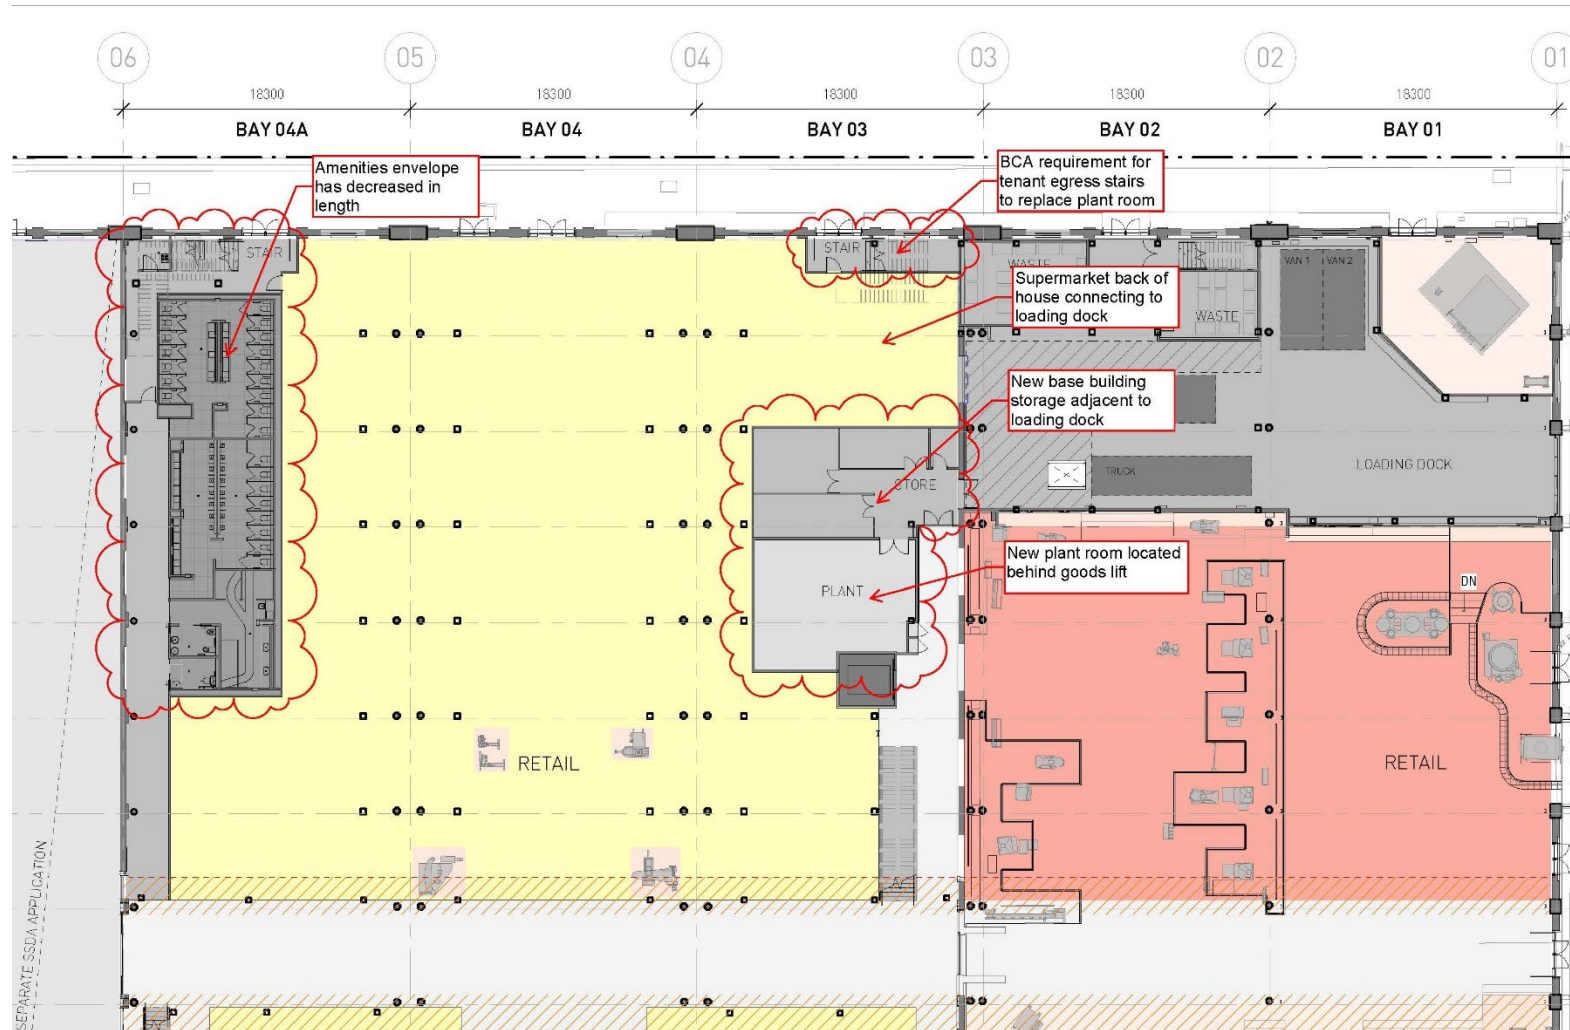 06
05
04
03
02
01
18300
18300
18300
18300
18300
BAY 04A
BAY 04
BAY 03
BAY 02
BAY 01
Amenities envelope
has decreased in
length
BCA requirement for
tenant egress stairs
to replace plant room
STAIR
STAIR
WASTE
VAN 1
VAN 2
Supermarket back of
house connecting to
loading dock
WASTE
New base building
storage adjacent to
loading dock
STORE
TRUCK
LOADING DOCK
New plant room located
behind goods lift
PLANT
DN
RETAIL
RETAIL
SEPARATE SSDA APPLICATION